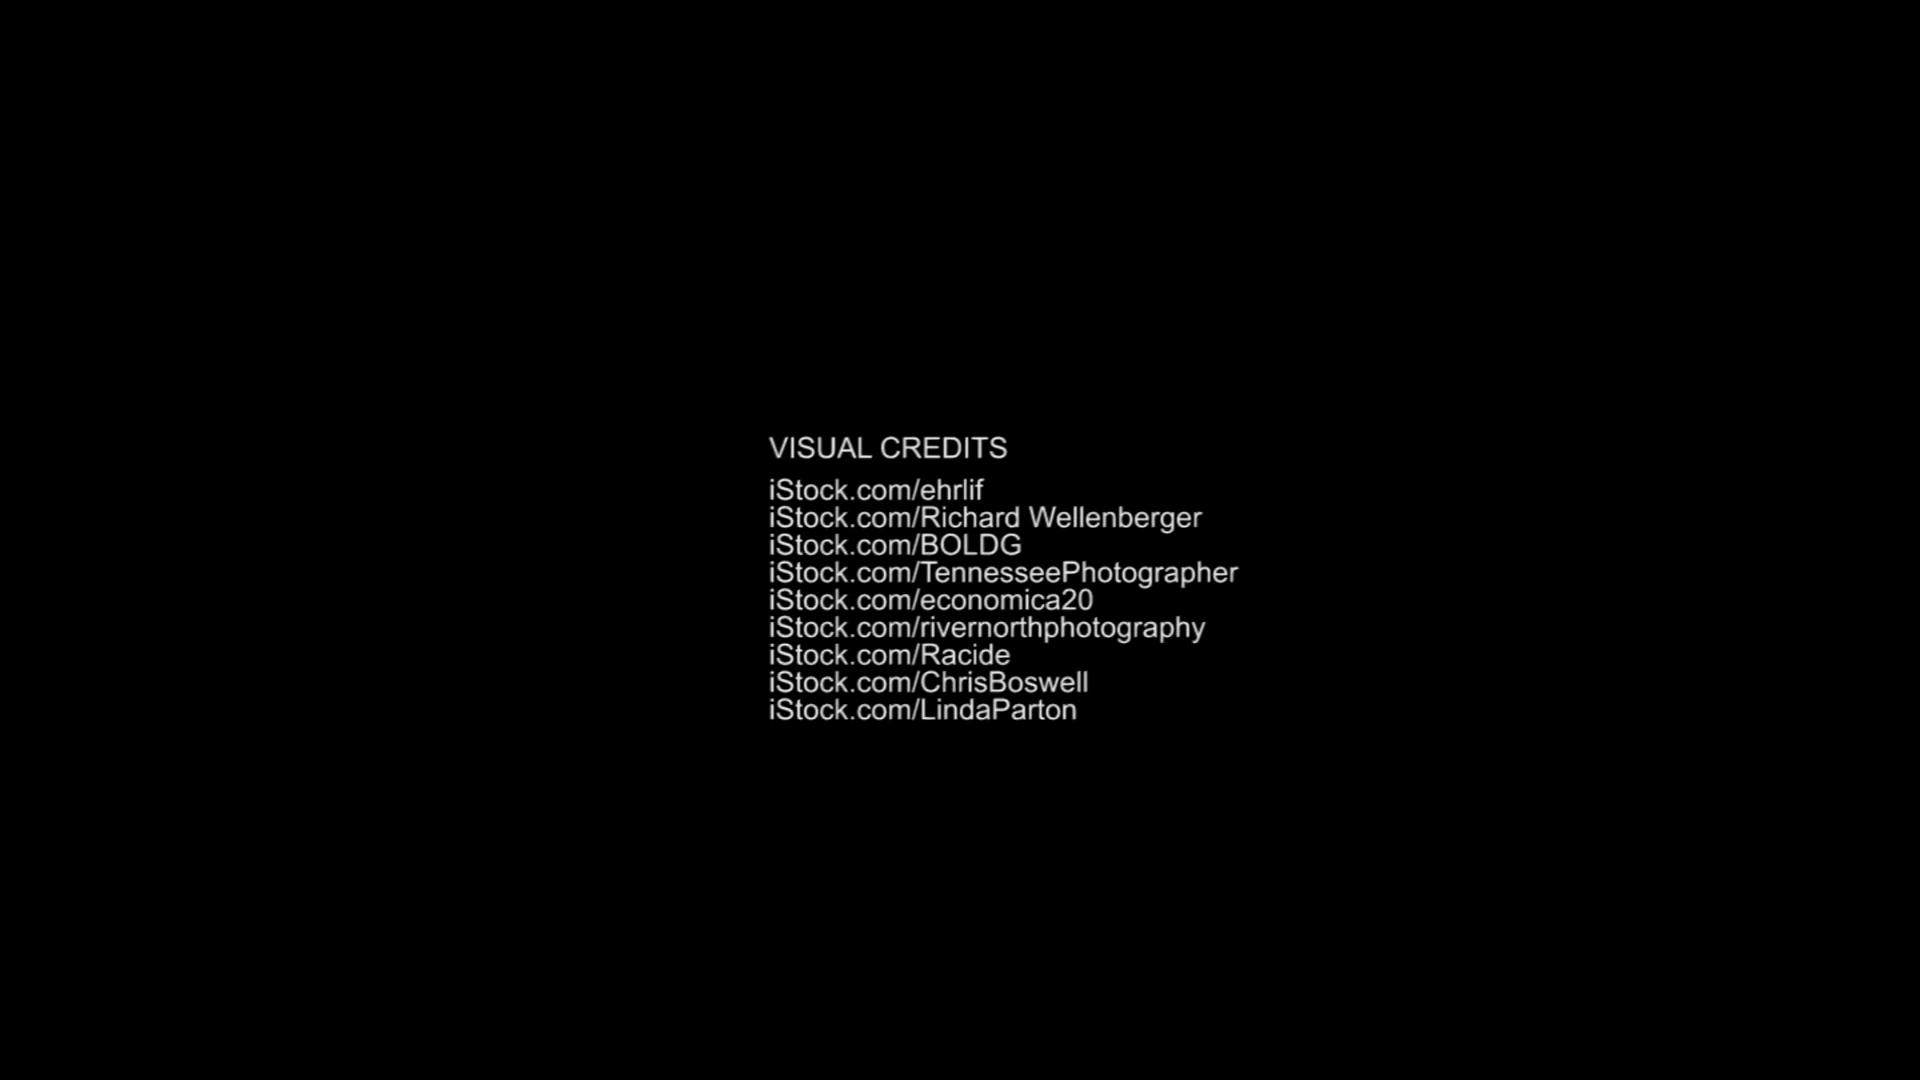 VISUAL CREDITS
iStock.com/ehrlif
iStock.com/Richard Wellenberger
iStock.com/BOLDG
iStock.com/TennesseePhotographer
iStock.com/economica20
iStock.com/rivernorthphotography
iStock.com/Racide
iStock.com/ChrisBoswell
iStock.com/LindaParton